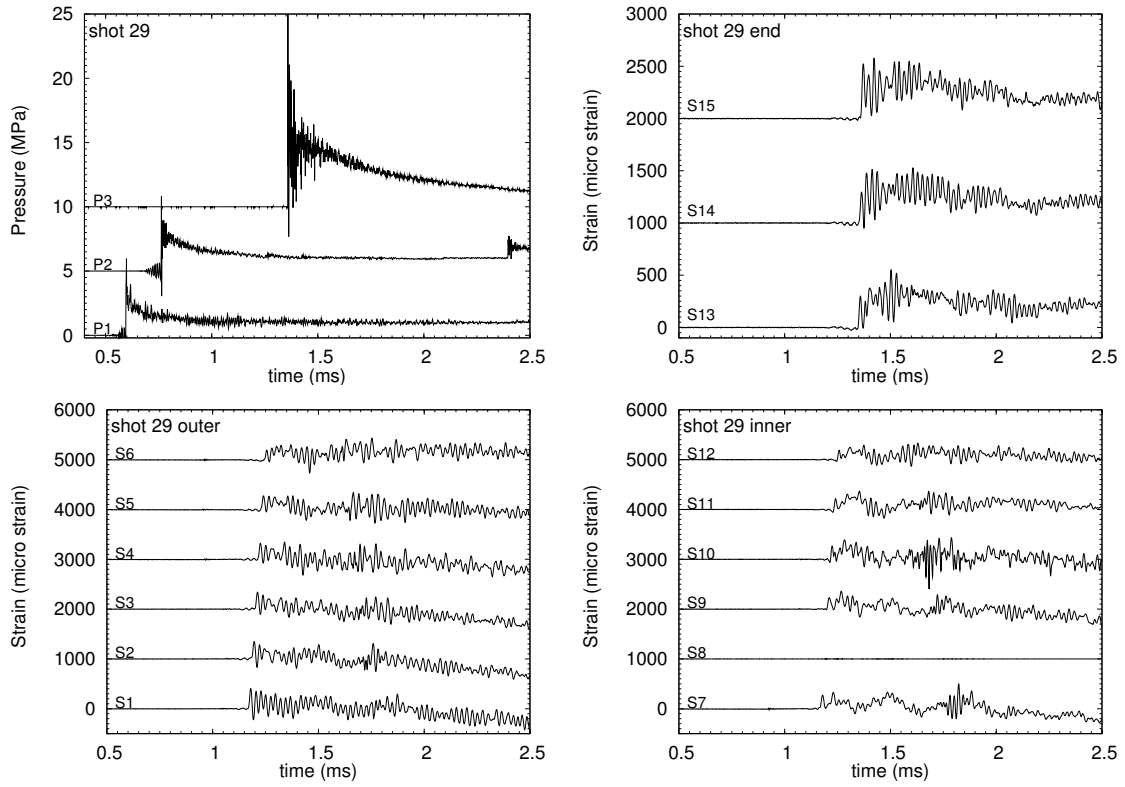 shot 29
25
20
15
10
5
0
Pressure (MPa)
P3
P2
P1
0.5 1 1.5 2 2.5
time (ms)
shot 29 end
3000
2500
2000
1500
1000
500
0
Strain (micro strain)
S15
S14
S13
0.5 1 1.5 2 2.5
time (ms)
shot 29 outer
6000
5000
4000
3000
2000
1000
0
Strain (micro strain)
S6
S5
S4
S3
S2
S1
0.5 1 1.5 2 2.5
time (ms)
shot 29 inner
6000
5000
4000
3000
2000
1000
0
Strain (micro strain)
S12
S11
S10
S9
S8
S7
0.5 1 1.5 2 2.5
time (ms)